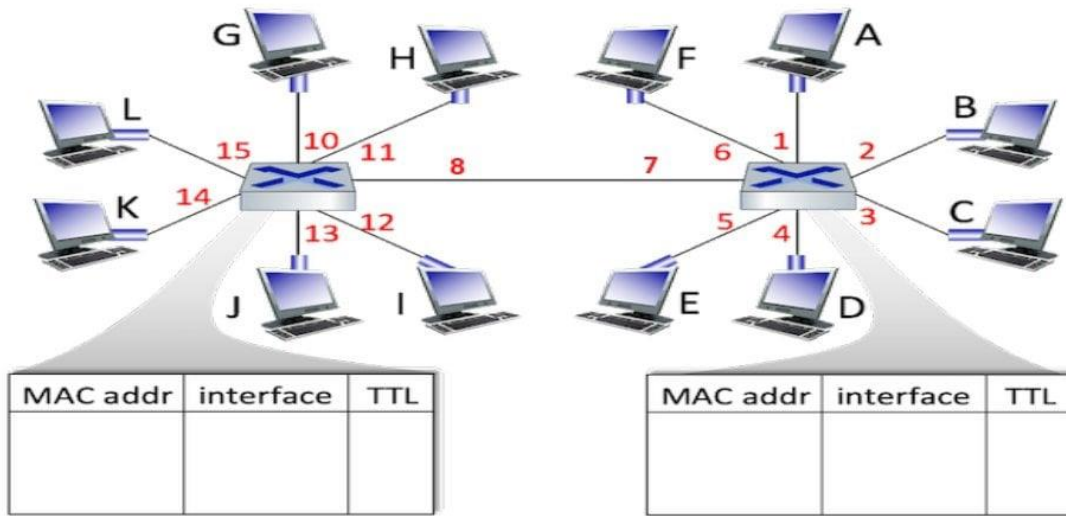 G
H
F
A
L
B
15
10
11
8
7
6
1
2
K
14
13
12
5
4
3
C
J
I
E
D
MAC addr interface TTL
MAC addr interface TTL